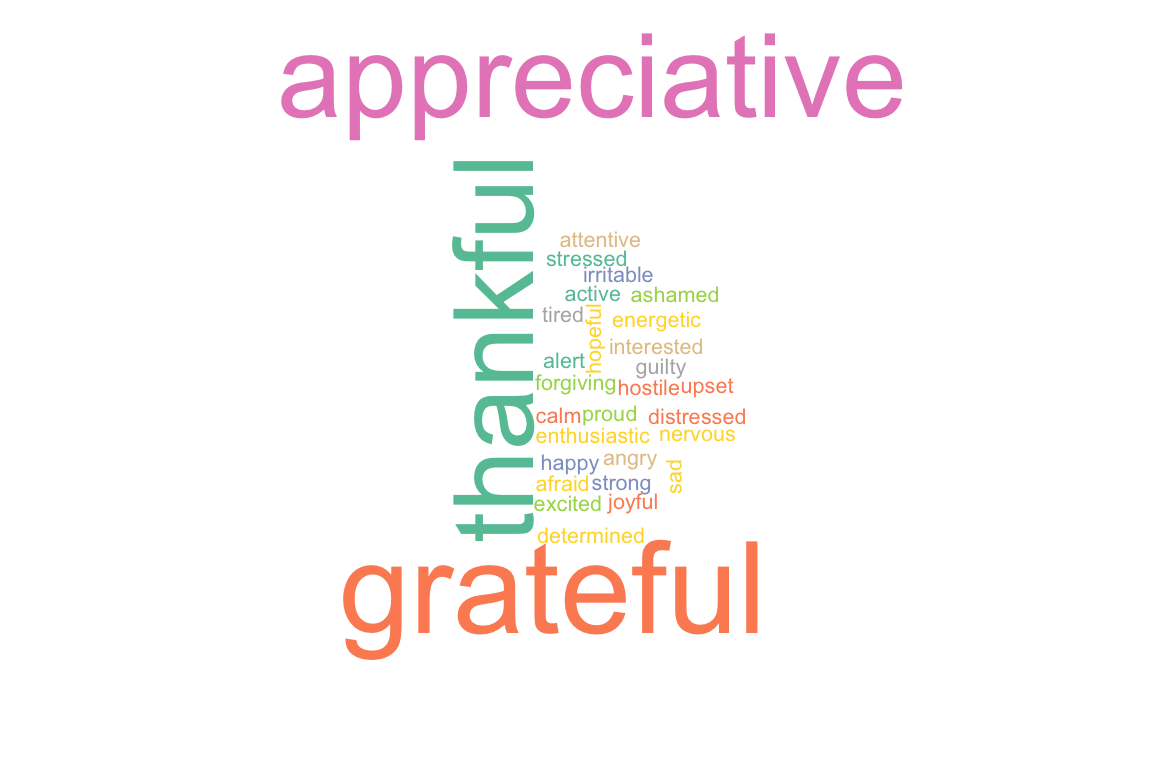 appreciative
thankful
attentive
stressed
irritable
active ashamed
tired
hopeful
energetic
interested
alert
guilty
forgiving
hostile upset
calm proud distressed
enthusiastic nervous
happy angry
sad
afraid strong
excited joyful
determined
grateful